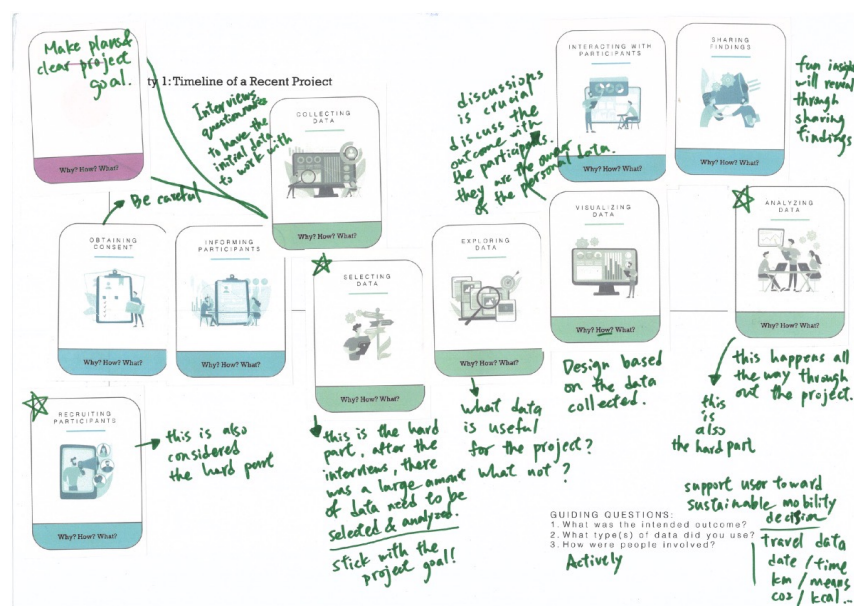 Make plans &
clear project
goal.
ty 1: Timeline of a Recent Project
Why? How? What?
Interviews
questionnaires
to have the
initial data
to work with
COLLECTING
DATA
Why? How? What?
discussions
is crucial
discuss the
outcome with
the participants
they are the owner
of the personal data.
INTERACTING WITH
PARTICIPANTS
Why? How? What?
SHARING
FINDINGS
Why? How? What?
fun insight
will reveal
through
sharing
findings
Be careful
OBTAINING
CONSENT
Why? How? What?
INFORMING
PARTICIPANTS
Why? How? What?
SELECTING
DATA
Why? How? What?
EXPLORING
DATA
Why? How? What?
VISUALIZING
DATA
Why? How? What?
ANALYZING
DATA
Why? How? What?
RECRUITING
PARTICIPANTS
Why? How? What?
this is also
considered
the hard part
this is the hard
part, after the
interviews, there
was a large amount
of data need to be
selected & analyzed.
stick with the
project goal!
what data
is useful
for the project?
what not?
Design based
on the data
collected.
this happens all
the way through
out the project.
this
is
also
the hard part
GUIDING QUESTIONS:
1. What was the intended outcome?
2. What type(s) of data did you use?
3. How were people involved?
Actively
support user toward
sustainable mobility
decision
travel data
date / time
km / means
co2 / kcal...